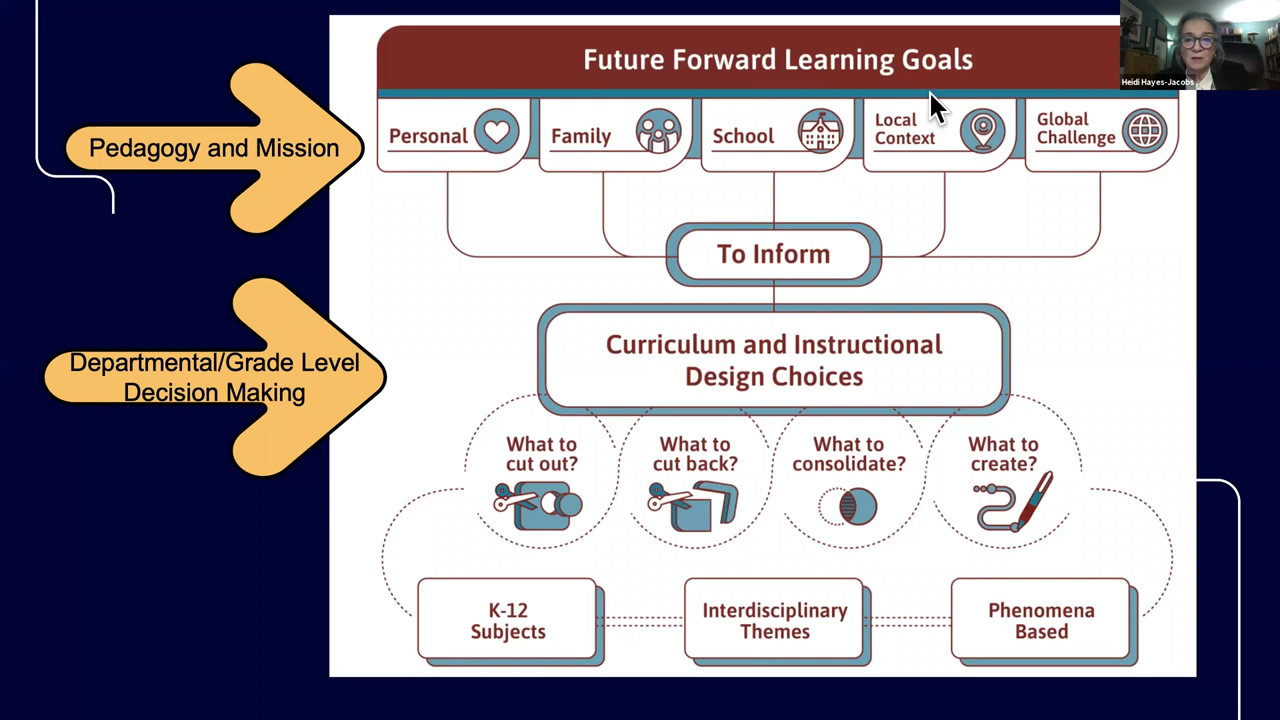 Future Forward Learning Goals
Heidi Hayes-Jacobs
Pedagogy and Mission
Personal
Family
School
Local
Context
Global
Challenge
To Inform
Departmental/Grade Level
Decision Making
Curriculum and Instructional
Design Choices
What to
cut out?
What to
cut back?
What to
consolidate?
What to
create?
K-12
Subjects
Interdisciplinary
Themes
Phenomena
Based